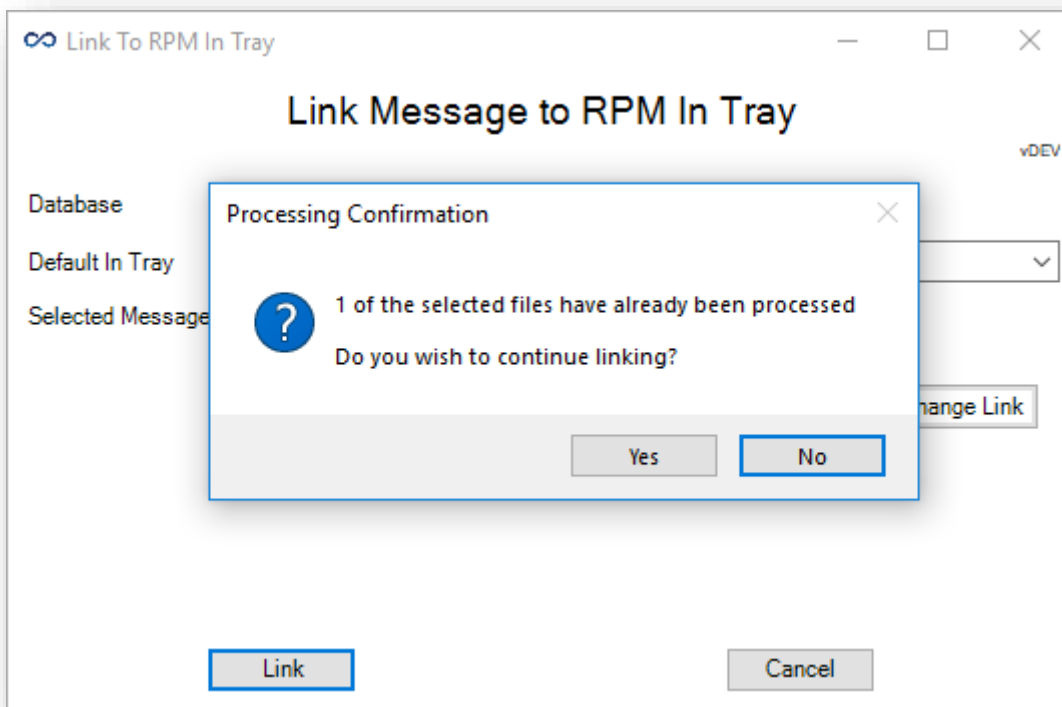 Link To RPM In Tray
Link Message to RPM In Tray
vDEV
Database
Processing Confirmation
Default In Tray
1 of the selected files have already been processed
Selected Message
Do you wish to continue linking?
hange Link
Yes
No
Link
Cancel